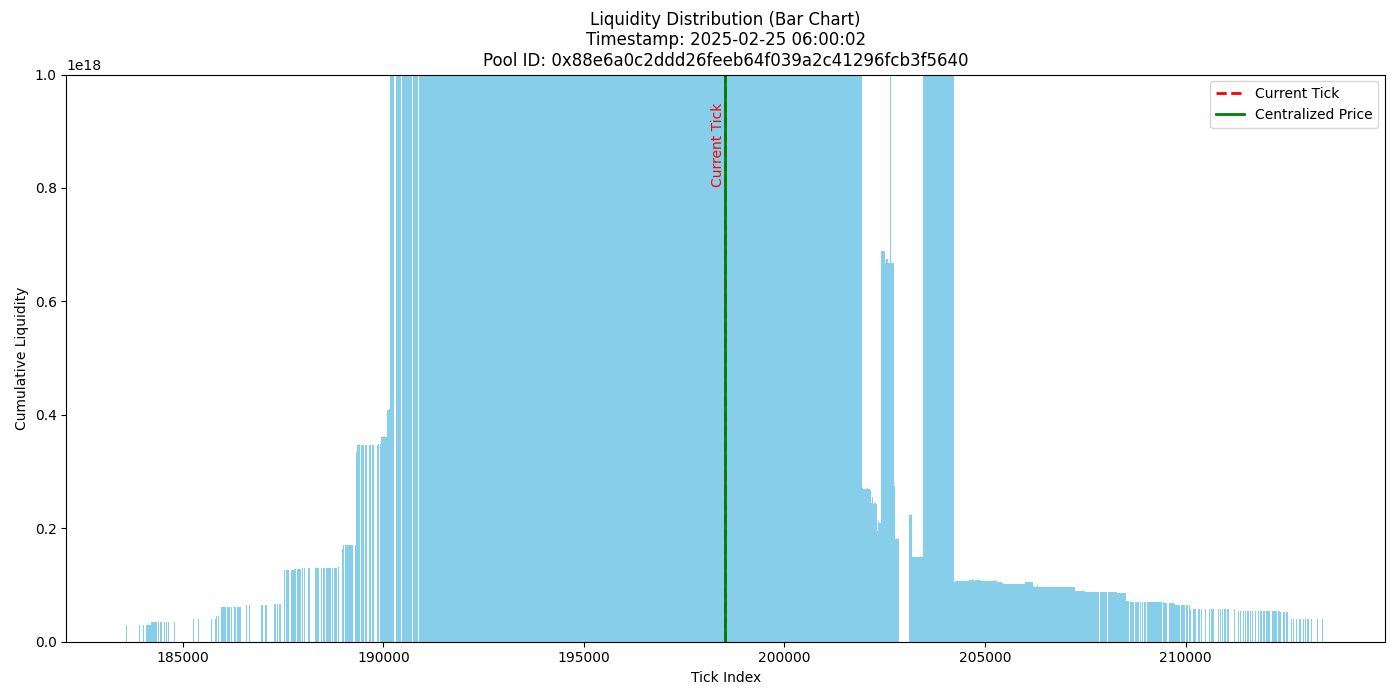 Liquidity Distribution (Bar Chart)
Timestamp: 2025-02-25 06:00:02
Pool ID: 0x88e6a0c2ddd26feeb64f039a2c41296fcb3f5640
1e18
1.0
0.8
0.6
0.4
0.2
0.0
Cumulative Liquidity
Current Tick
Current Tick
Centralized Price
185000
190000
195000
200000
205000
210000
Tick Index